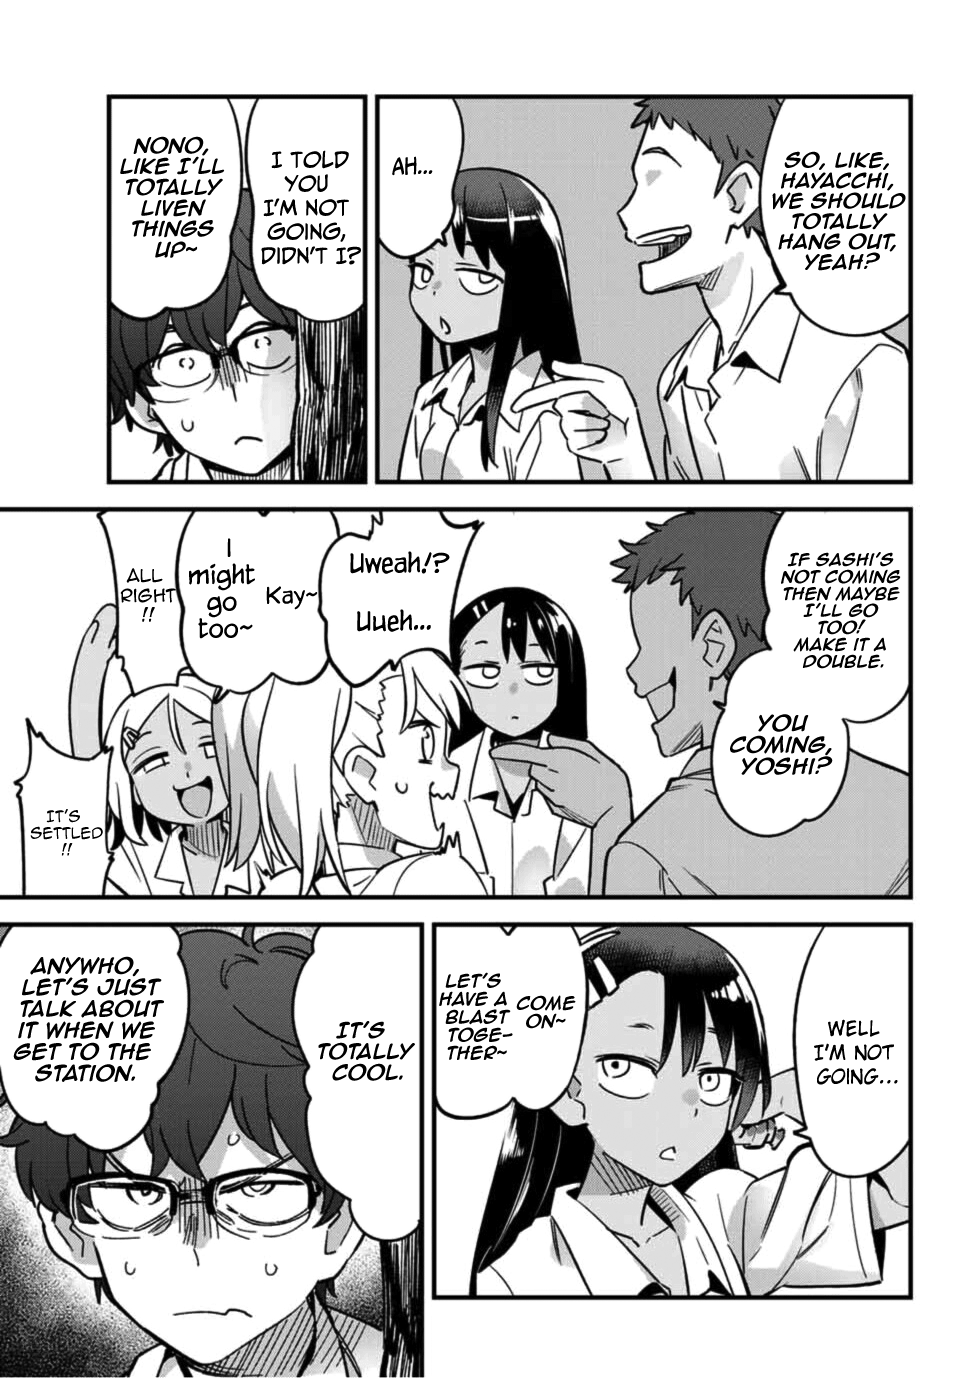 SO, LIKE,
HAYACCHI,
WE SHOULD
TOTALLY
HANG OUT,
YEAH?
AH...
I TOLD
YOU
I'M NOT
GOING,
DIDN'T I?
NONO,
LIKE I'LL
TOTALLY
LIVEN
THINGS
UP~
IF SASHI'S
NOT COMING
THEN MAYBE
I'LL GO
TOO!
MAKE IT A
DOUBLE.
YOU
COMING,
YOSHI?
Uweah!?
Uueh...
Kay~
I
might
go
too~
ALL
RIGHT
!!
IT'S
SETTLED
!!
WELL
I'M NOT
GOING...
COME
ON~
LET'S
HAVE A
BLAST
TOGE-
THER~
IT'S
TOTALLY
COOL.
ANYWHO,
LET'S JUST
TALK ABOUT
IT WHEN WE
GET TO THE
STATION.